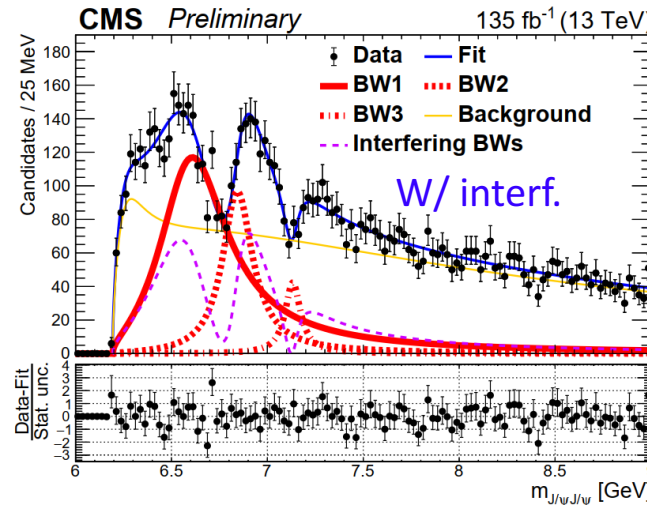 CMS Preliminary 135 fb⁻¹ (13 TeV)
Candidates / 25 MeV
180
160
140
120
100
80
60
40
20
0
Data Fit
BW1 BW2
BW3 Background
Interfering BWs
W/ interf.
Data-Fit
Stat. unc.
4
3
2
1
0
−1
−2
−3
6 6.5 7 7.5 8 8.5
m_{J/ψJ/ψ} [GeV]